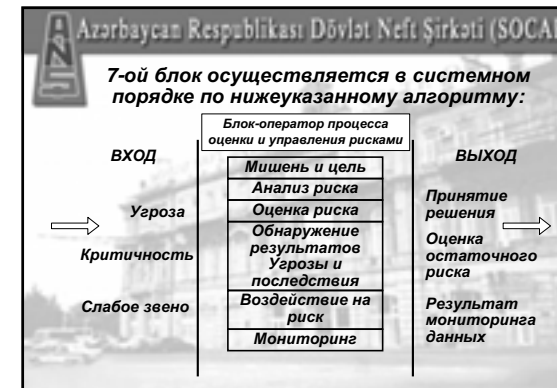 Azərbaycan Respublikası Dövlət Neft Şirkəti (SOCA
7-ой блок осуществляется в системном
порядке по нижеуказанному алгоритму:
Блок-оператор процесса
оценки и управления рисками
ВХОД
Угроза
Критичность
Слабое звено
Мишень и цель
Анализ риска
Оценка риска
Обнаружение
результатов
Угрозы и
последствия
Воздействие на
риск
Мониторинг
ВЫХОД
Принятие
решения
Оценка
остаточного
риска
Результат
мониторинга
данных